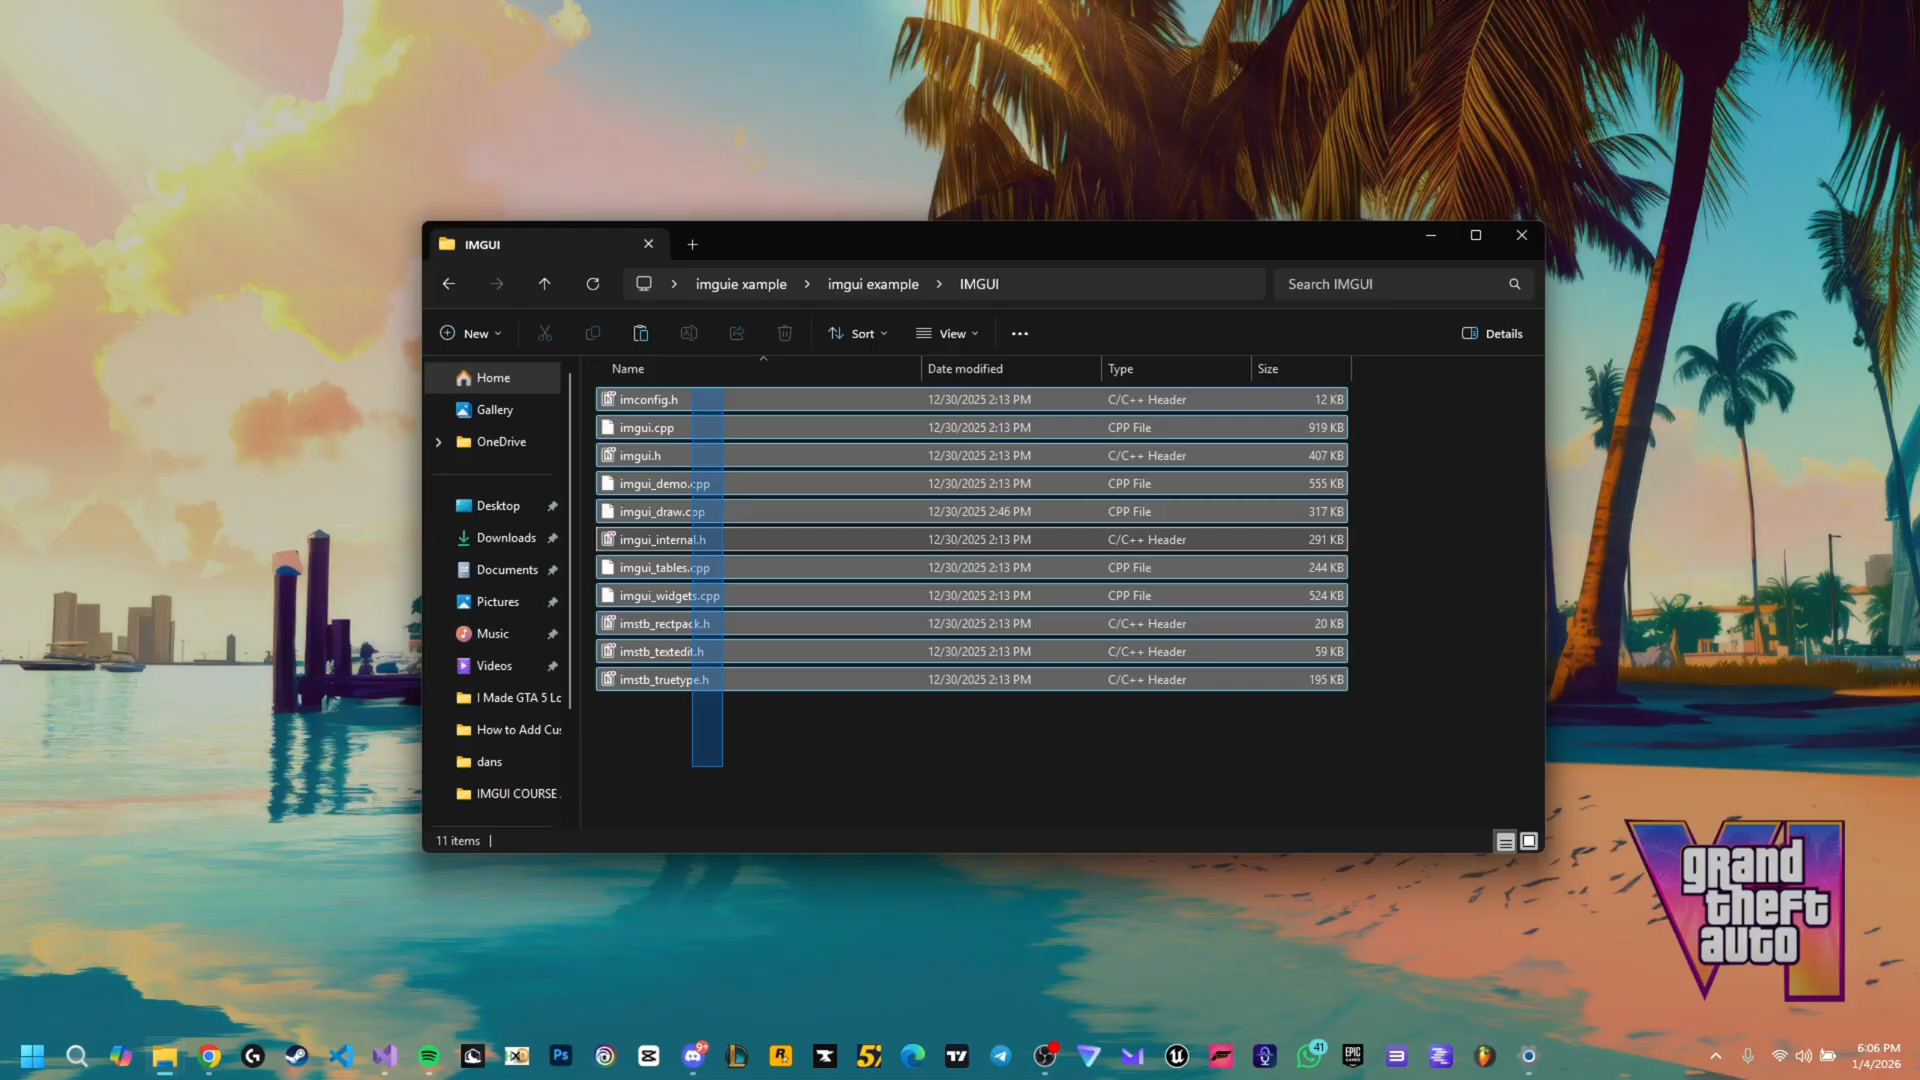 IMGUI
imguie xample
imgui example
IMGUI
Search IMGUI
New
Sort
View
Details
Name
Date modified
Type
Size
Home
Gallery
OneDrive
Desktop
Downloads
Documents
Pictures
Music
Videos
I Made GTA 5 Lo
How to Add Cus
dans
IMGUI COURSE
imconfig.h 12/30/2025 2:13 PM C/C++ Header 12 KB
imgui.cpp 12/30/2025 2:13 PM CPP File 919 KB
imgui.h 12/30/2025 2:13 PM C/C++ Header 407 KB
imgui_demo.cpp 12/30/2025 2:13 PM CPP File 555 KB
imgui_draw.cpp 12/30/2025 2:46 PM CPP File 317 KB
imgui_internal.h 12/30/2025 2:13 PM C/C++ Header 291 KB
imgui_tables.cpp 12/30/2025 2:13 PM CPP File 244 KB
imgui_widgets.cpp 12/30/2025 2:13 PM CPP File 524 KB
imstb_rectpack.h 12/30/2025 2:13 PM C/C++ Header 20 KB
imstb_textedit.h 12/30/2025 2:13 PM C/C++ Header 59 KB
imstb_truetype.h 12/30/2025 2:13 PM C/C++ Header 195 KB
11 items
grand
theft
auto
VI
Ps
9+
R
41
EPIC
GAMES
6:06 PM
1/4/2026